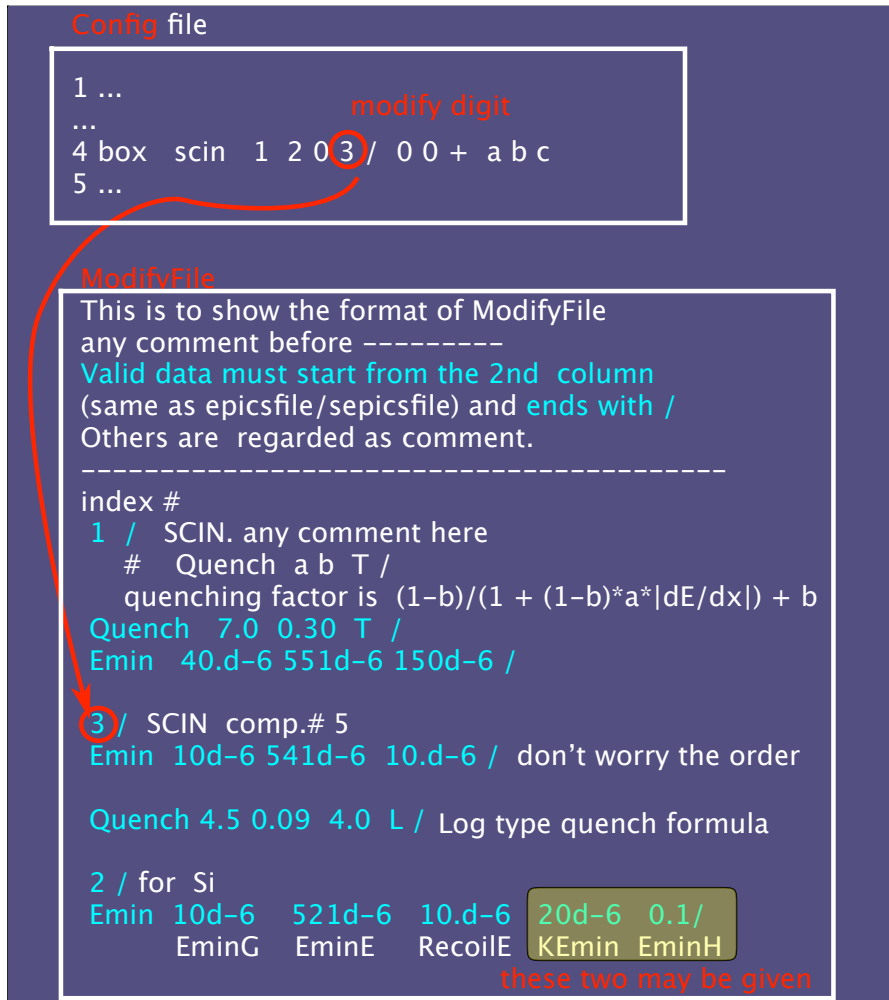 Config file
1 ...
modify digit
...
4 box scin 1 2 0 3 / 0 0 + a b c
5 ...
ModifyFile
This is to show the format of ModifyFile
any comment before ---------
Valid data must start from the 2nd column
(same as epicsfile/sepicsfile) and ends with /
Others are regarded as comment.
-----------------------------------------
index #
1 / SCIN. any comment here
# Quench a b T /
quenching factor is (1-b)/(1 + (1-b)*a*|dE/dx|) + b
Quench 7.0 0.30 T /
Emin 40.d-6 551d-6 150d-6 /
3 / SCIN comp.# 5
Emin 10d-6 541d-6 10.d-6 / don't worry the order
Quench 4.5 0.09 4.0 L / Log type quench formula
2 / for Si
Emin 10d-6 521d-6 10.d-6 20d-6 0.1/
EminG EminE RecoilE KEmin EminH
these two may be given